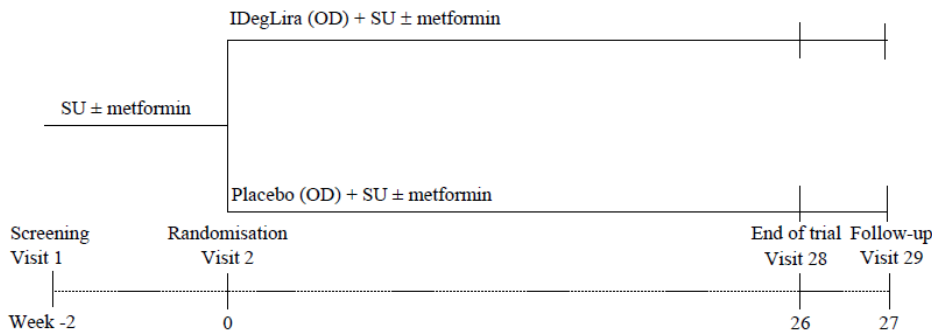 IDegLira (OD) + SU ± metformin
SU ± metformin
Placebo (OD) + SU ± metformin
Screening Randomisation End of trial Follow-up
Visit 1 Visit 2 Visit 28 Visit 29
Week -2 0 26 27